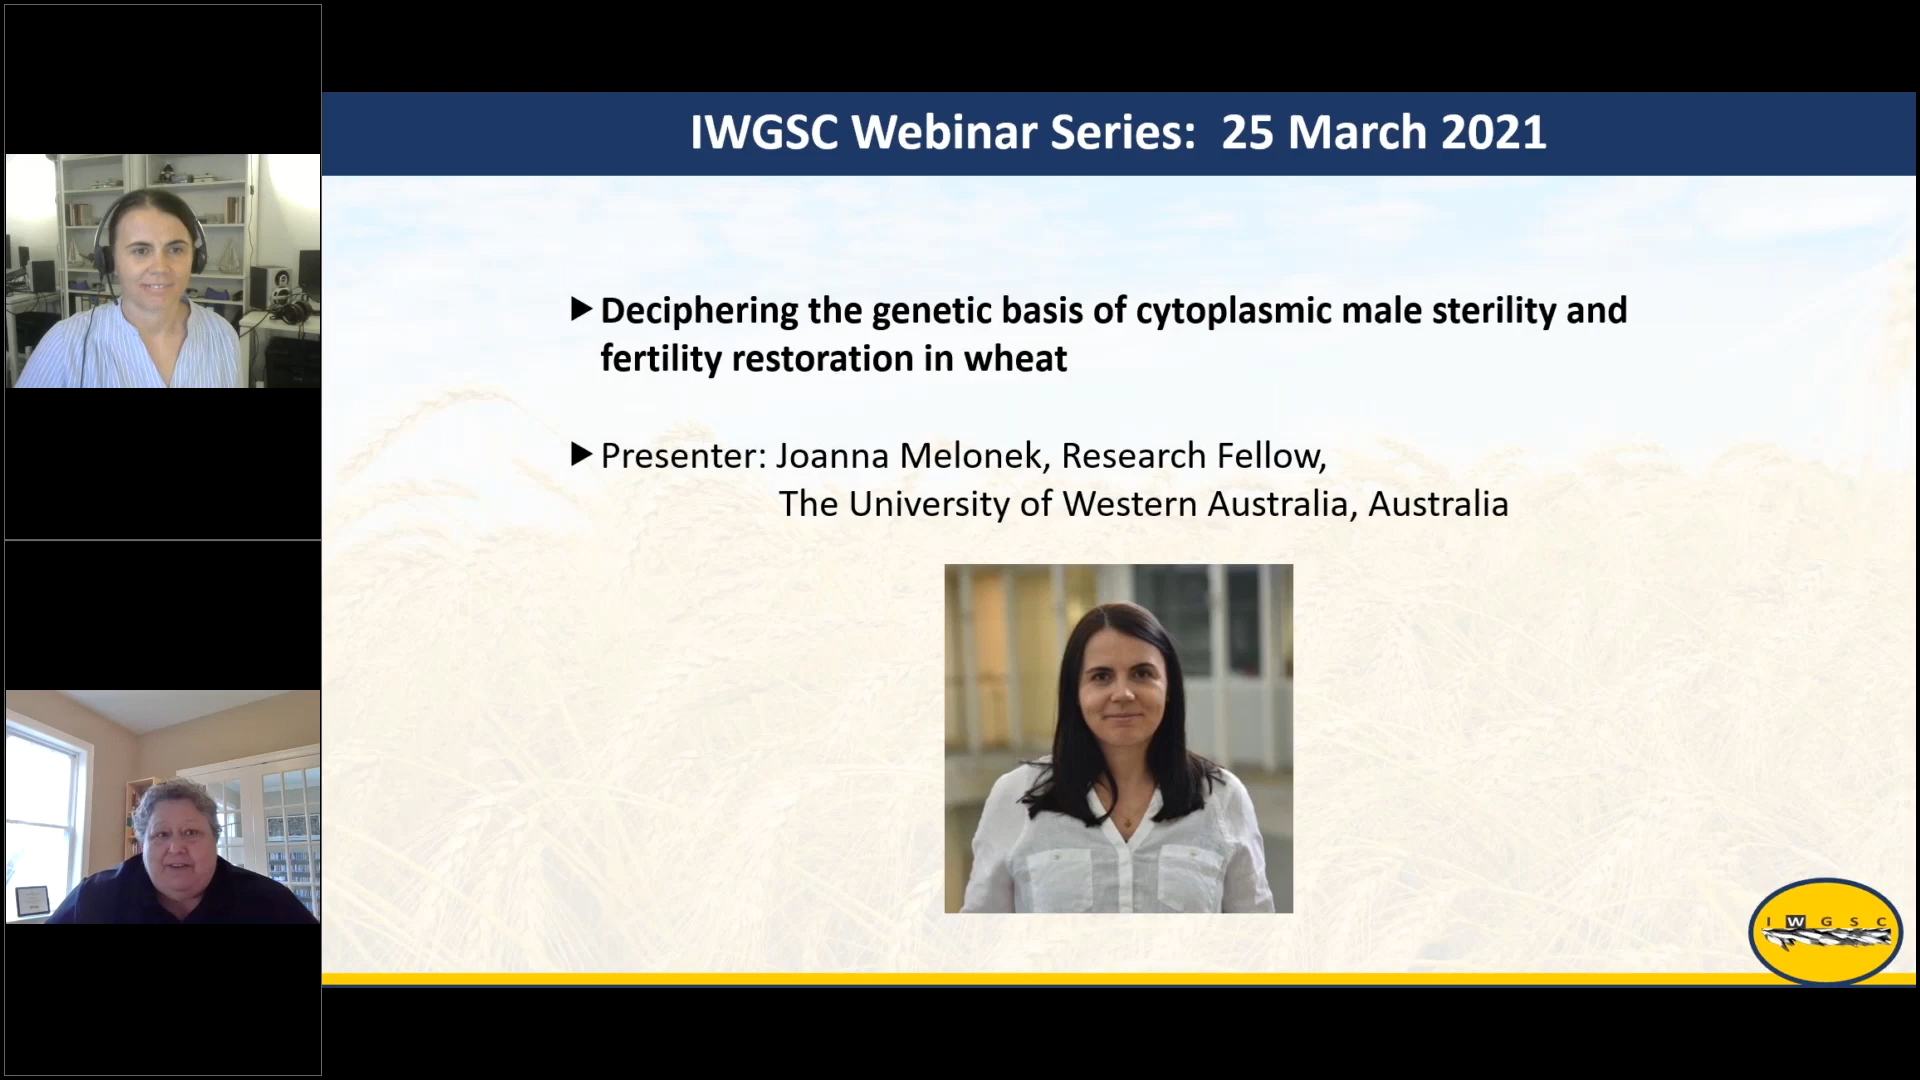 IWGSC Webinar Series: 25 March 2021
Deciphering the genetic basis of cytoplasmic male sterility and
fertility restoration in wheat
Presenter: Joanna Melonek, Research Fellow,
The University of Western Australia, Australia
I W G S C